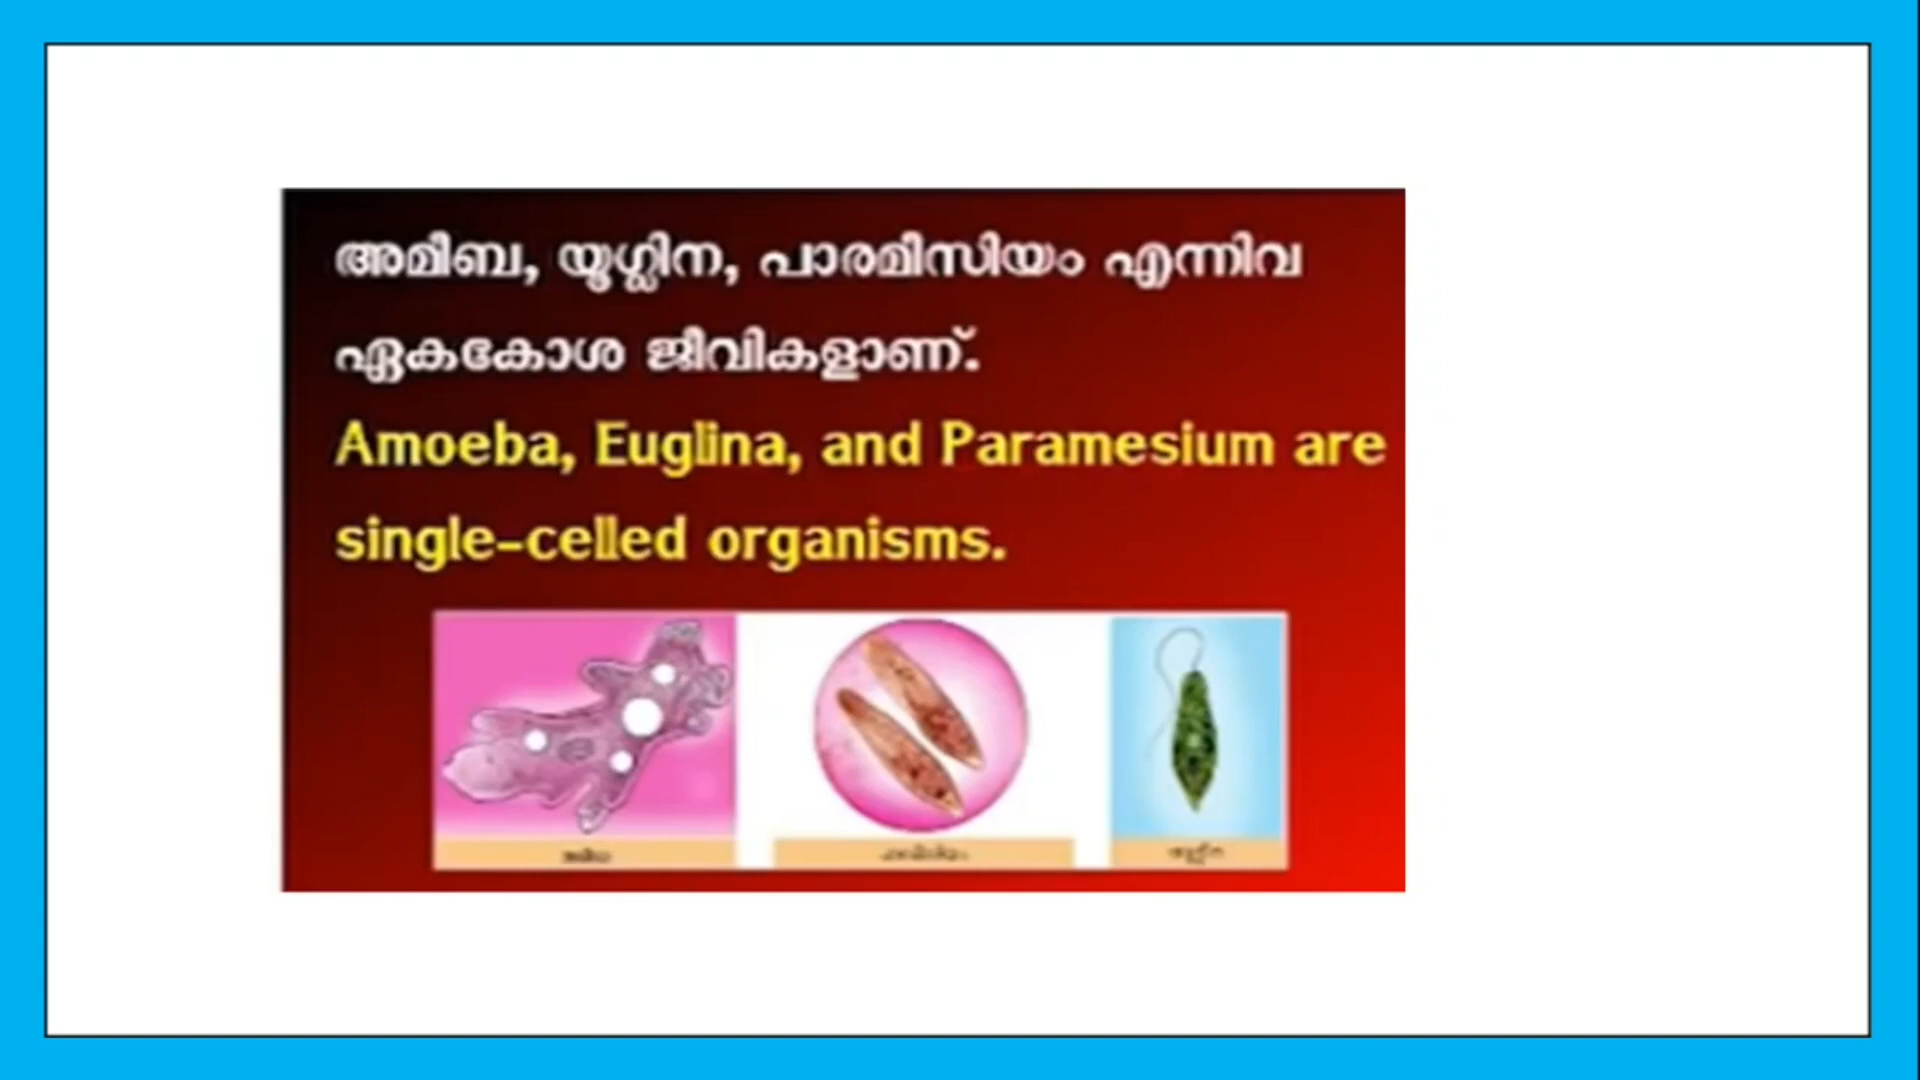 അമീബ, യൂഗ്ലിന, പാരമീസിയം എന്നിവ
ഏകകോശ ജീവികളാണ്.
Amoeba, Euglina, and Paramesium are
single-celled organisms.